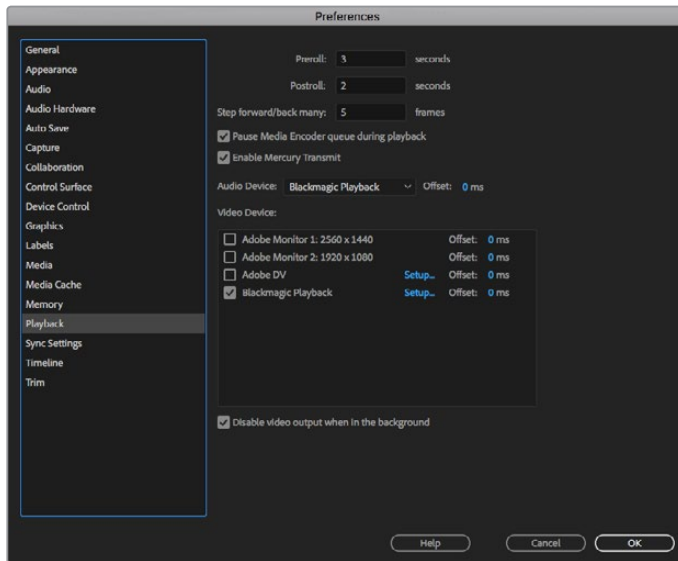 Preferences
General
Appearance
Audio
Audio Hardware
Auto Save
Capture
Collaboration
Control Surface
Device Control
Graphics
Labels
Media
Media Cache
Memory
Playback
Sync Settings
Timeline
Trim
Preroll: 3 seconds
Postroll: 2 seconds
Step forward/back many: 5 frames
Pause Media Encoder queue during playback
Enable Mercury Transmit
Audio Device: Blackmagic Playback Offset: 0 ms
Video Device:
Adobe Monitor 1: 2560 x 1440 Offset: 0 ms
Adobe Monitor 2: 1920 x 1080 Offset: 0 ms
Adobe DV Setup... Offset: 0 ms
Blackmagic Playback Setup... Offset: 0 ms
Disable video output when in the background
Help Cancel OK